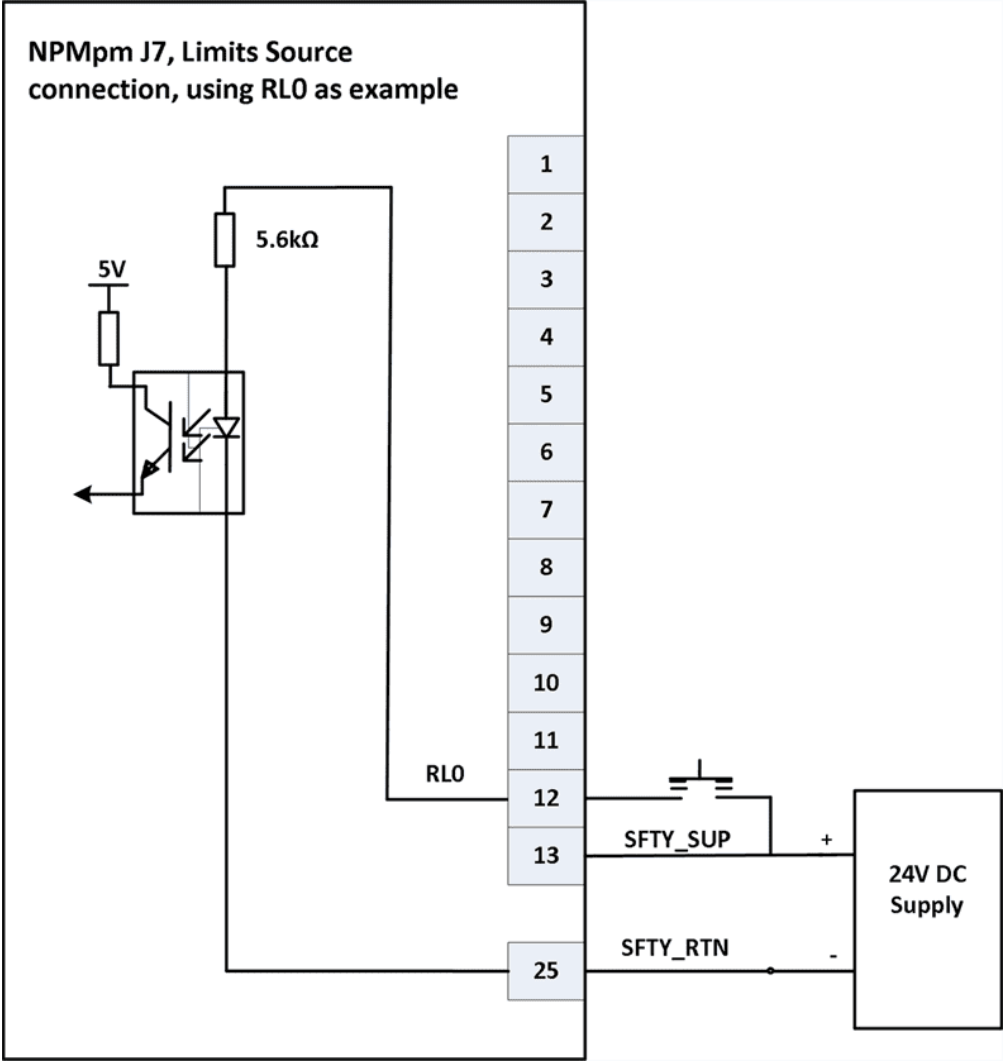 NPMpm J7, Limits Source
connection, using RL0 as example
1
2
5.6kΩ
5V
3
4
5
6
7
8
9
10
11
RL0
12
SFTY_SUP
+
13
24V DC
Supply
SFTY_RTN
-
25